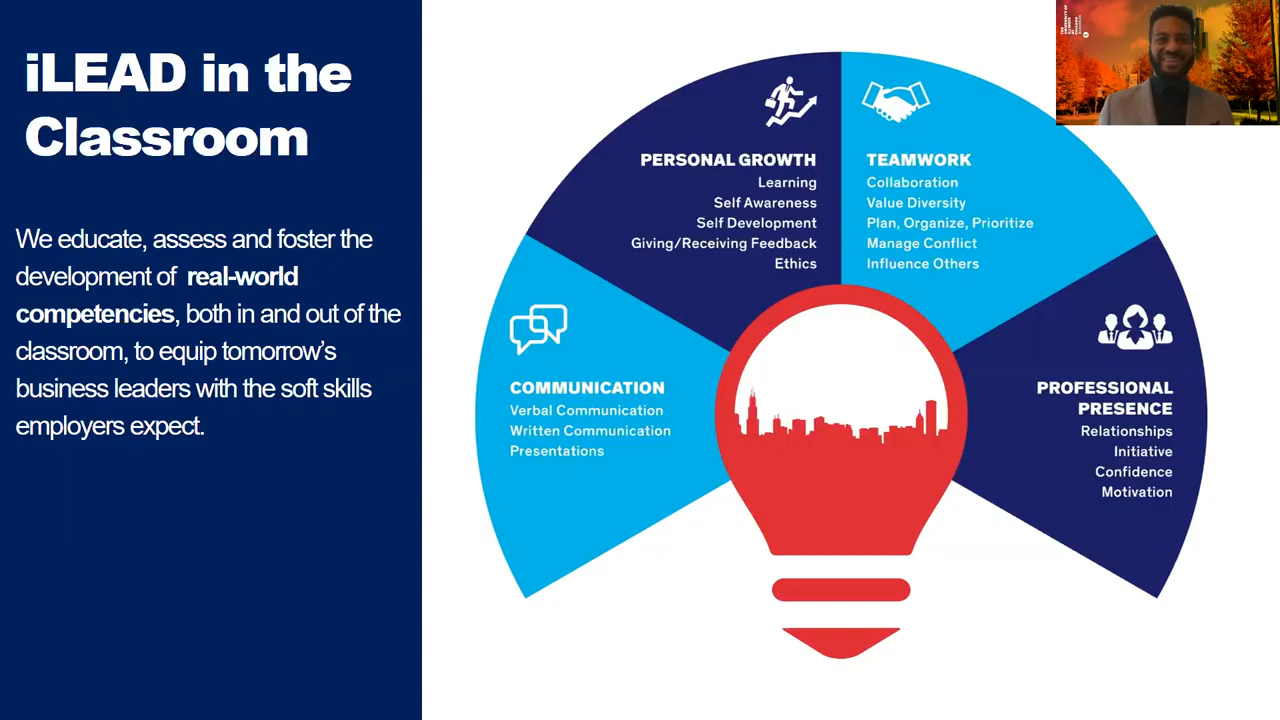 iLEAD in the
Classroom
We educate, assess and foster the
development of real-world
competencies, both in and out of the
classroom, to equip tomorrow's
business leaders with the soft skills
employers expect.
PERSONAL GROWTH
Learning
Self Awareness
Self Development
Giving/Receiving Feedback
Ethics
TEAMWORK
Collaboration
Value Diversity
Plan, Organize, Prioritize
Manage Conflict
Influence Others
COMMUNICATION
Verbal Communication
Written Communication
Presentations
PROFESSIONAL
PRESENCE
Relationships
Initiative
Confidence
Motivation